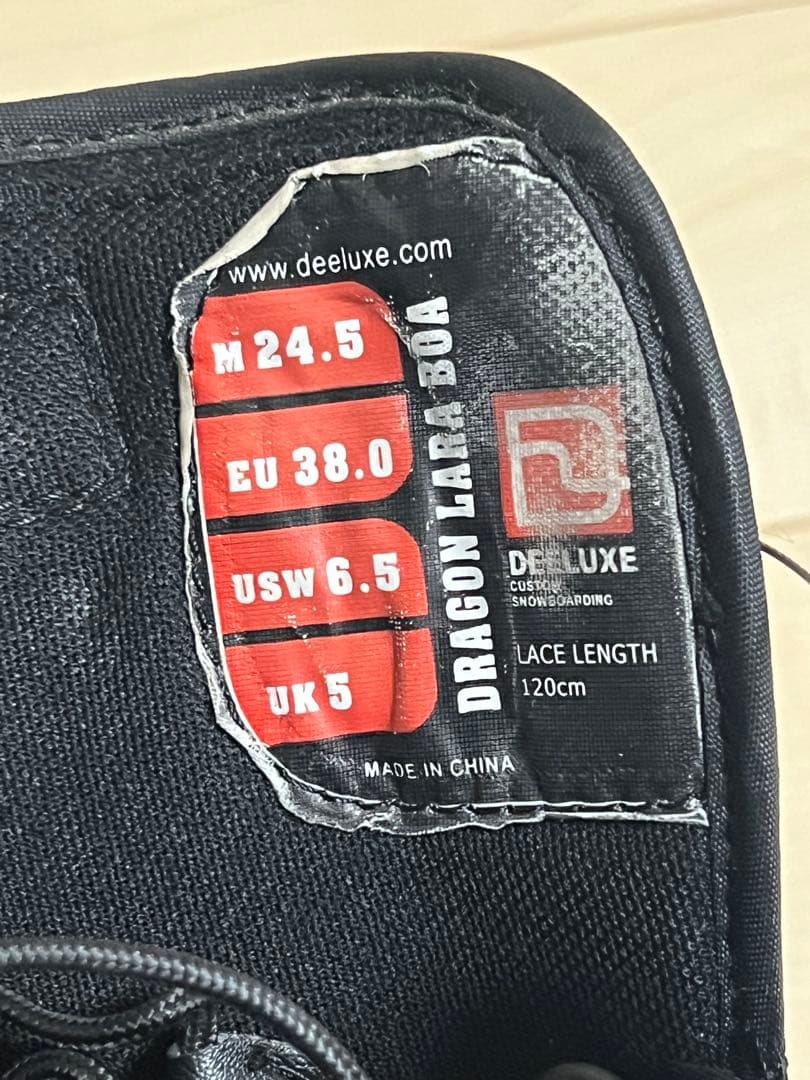 www.deeluxe.com
M 24.5
EU 38.0
USW 6.5
UK 5
DRAGON LARA BOA
DEELUXE
CUSTOM
SNOWBOARDING
LACE LENGTH
120cm
MADE IN CHINA